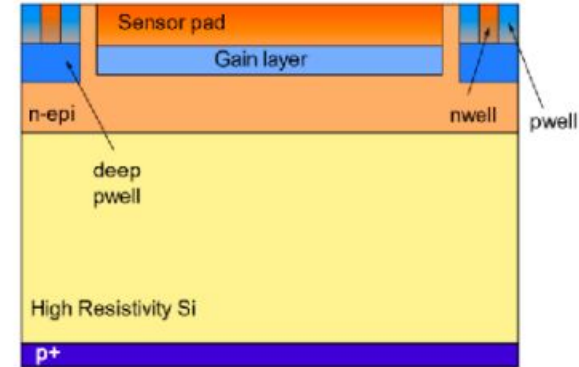 Sensor pad
Gain layer
n-epi
nwell
pwell
deep
pwell
High Resistivity Si
p+